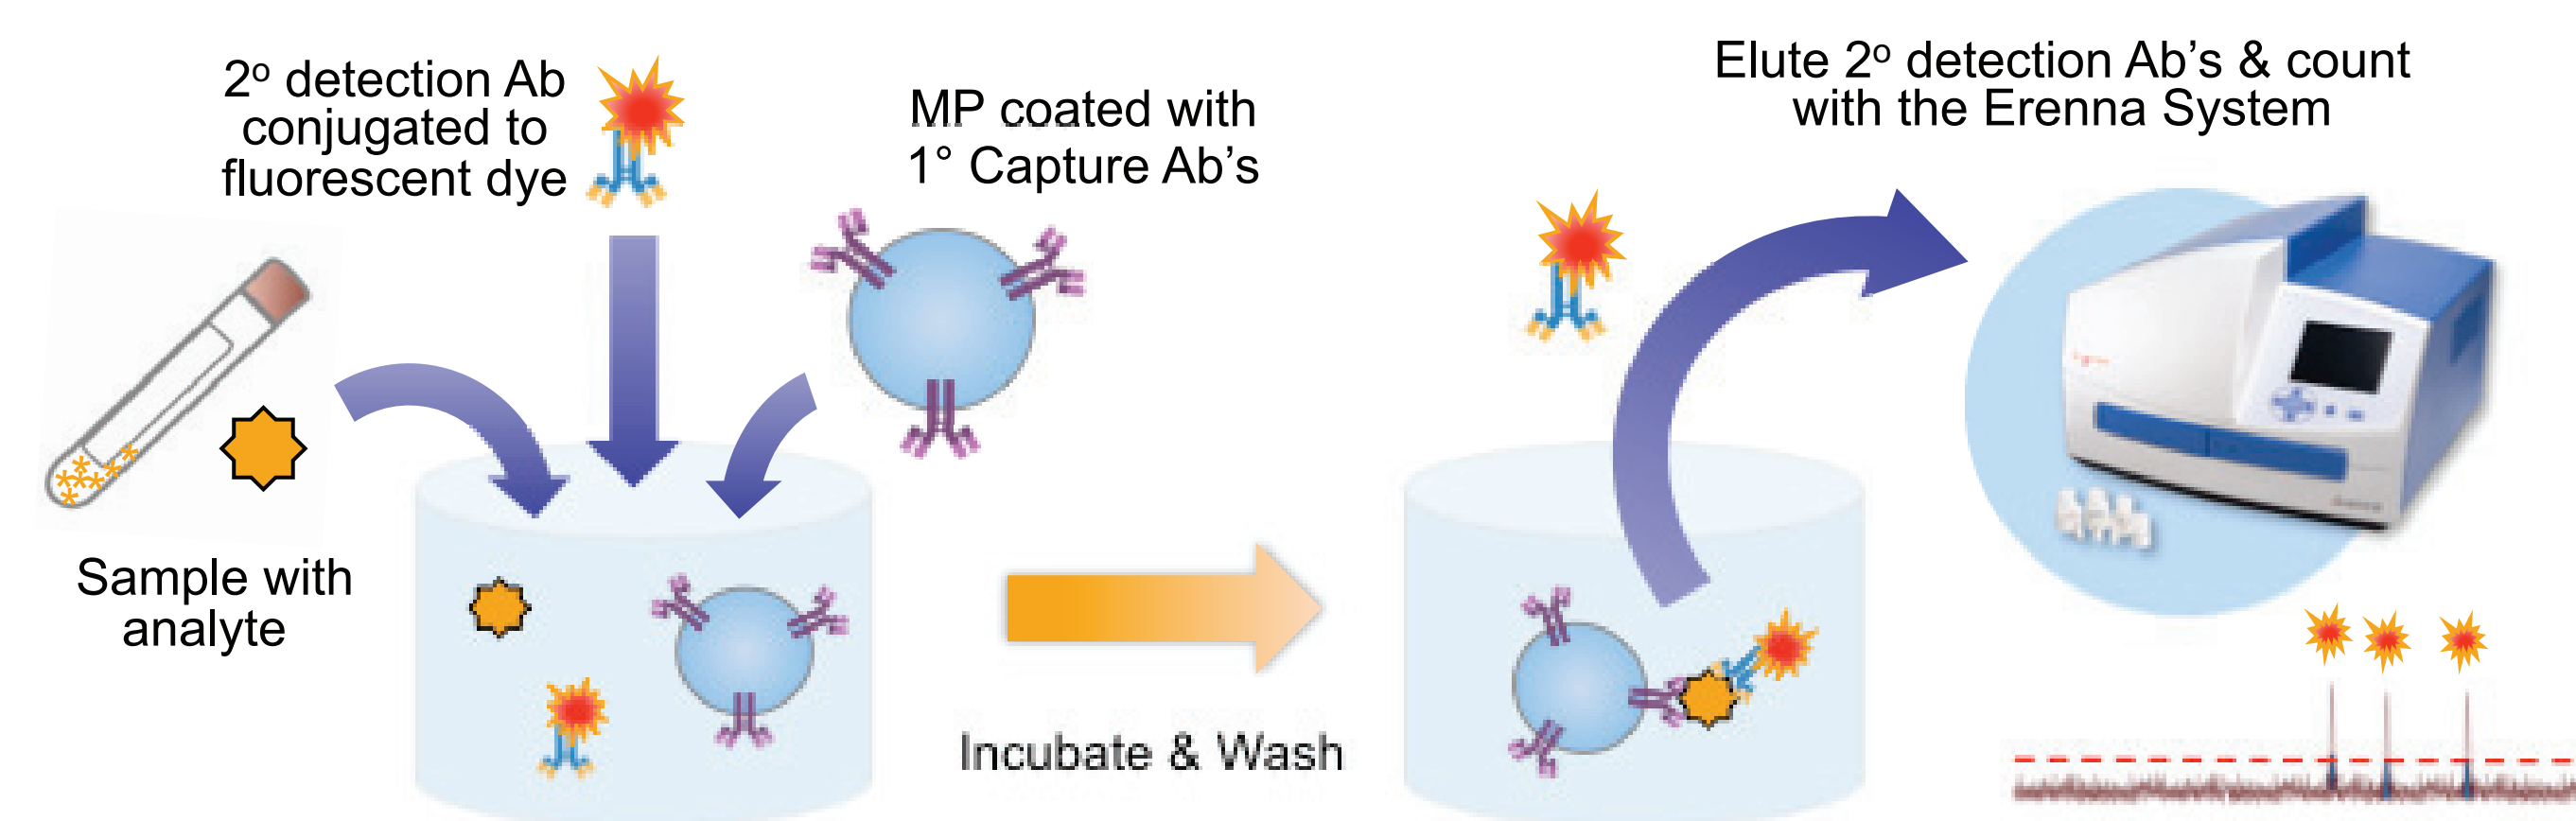 2º detection Ab
conjugated to
fluorescent dye
MP coated with
1° Capture Ab's
Elute 2º detection Ab's & count
with the Erenna System
Sample with
analyte
Incubate & Wash